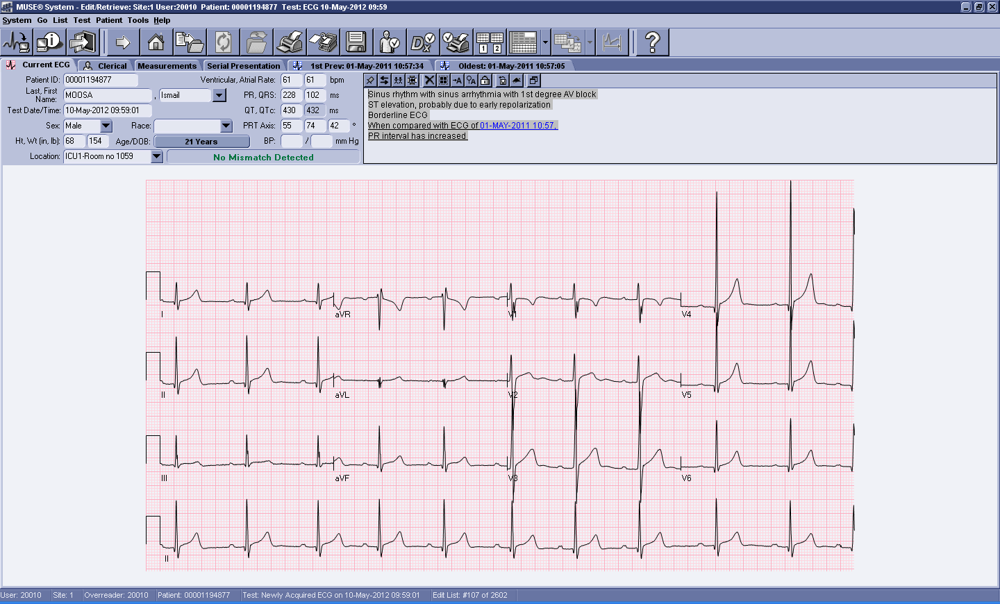 MUSE® System - Edit/Retrieve: Site:1 User:20010 Patient: 00001194877 Test: ECG 10-May-2012 09:59
System Go List Test Patient Tools Help
1 2
Dx
?
Current ECG Clerical Measurements Serial Presentation 1st Prev: 01-May-2011 10:57:34 Oldest: 01-May-2011 10:57:05
Patient ID: 00001194877 Ventricular, Atrial Rate: 61 61 bpm
Last, First Name: MOOSA , Ismail PR, QRS: 228 102 ms
Test Date/Time: 10-May-2012 09:59:01 QT, QTc: 430 432 ms
Sex: Male Race: PRT Axis: 55 74 42 °
Ht, Wt (in, lb): 68 154 Age/DOB: 21 Years BP: / mm Hg
Location: ICU1-Room no 1059 No Mismatch Detected
Sinus rhythm with sinus arrhythmia with 1st degree AV block
ST elevation, probably due to early repolarization
Borderline ECG
When compared with ECG of 01-MAY-2011 10:57,
PR interval has increased
I aVR V1 V4
II aVL V2 V5
III aVF V3 V6
II
User: 20010 Site: 1 Overreader: 20010 Patient: 00001194877 Test: Newly Acquired ECG on 10-May-2012 09:59:01 Edit List: #107 of 2602